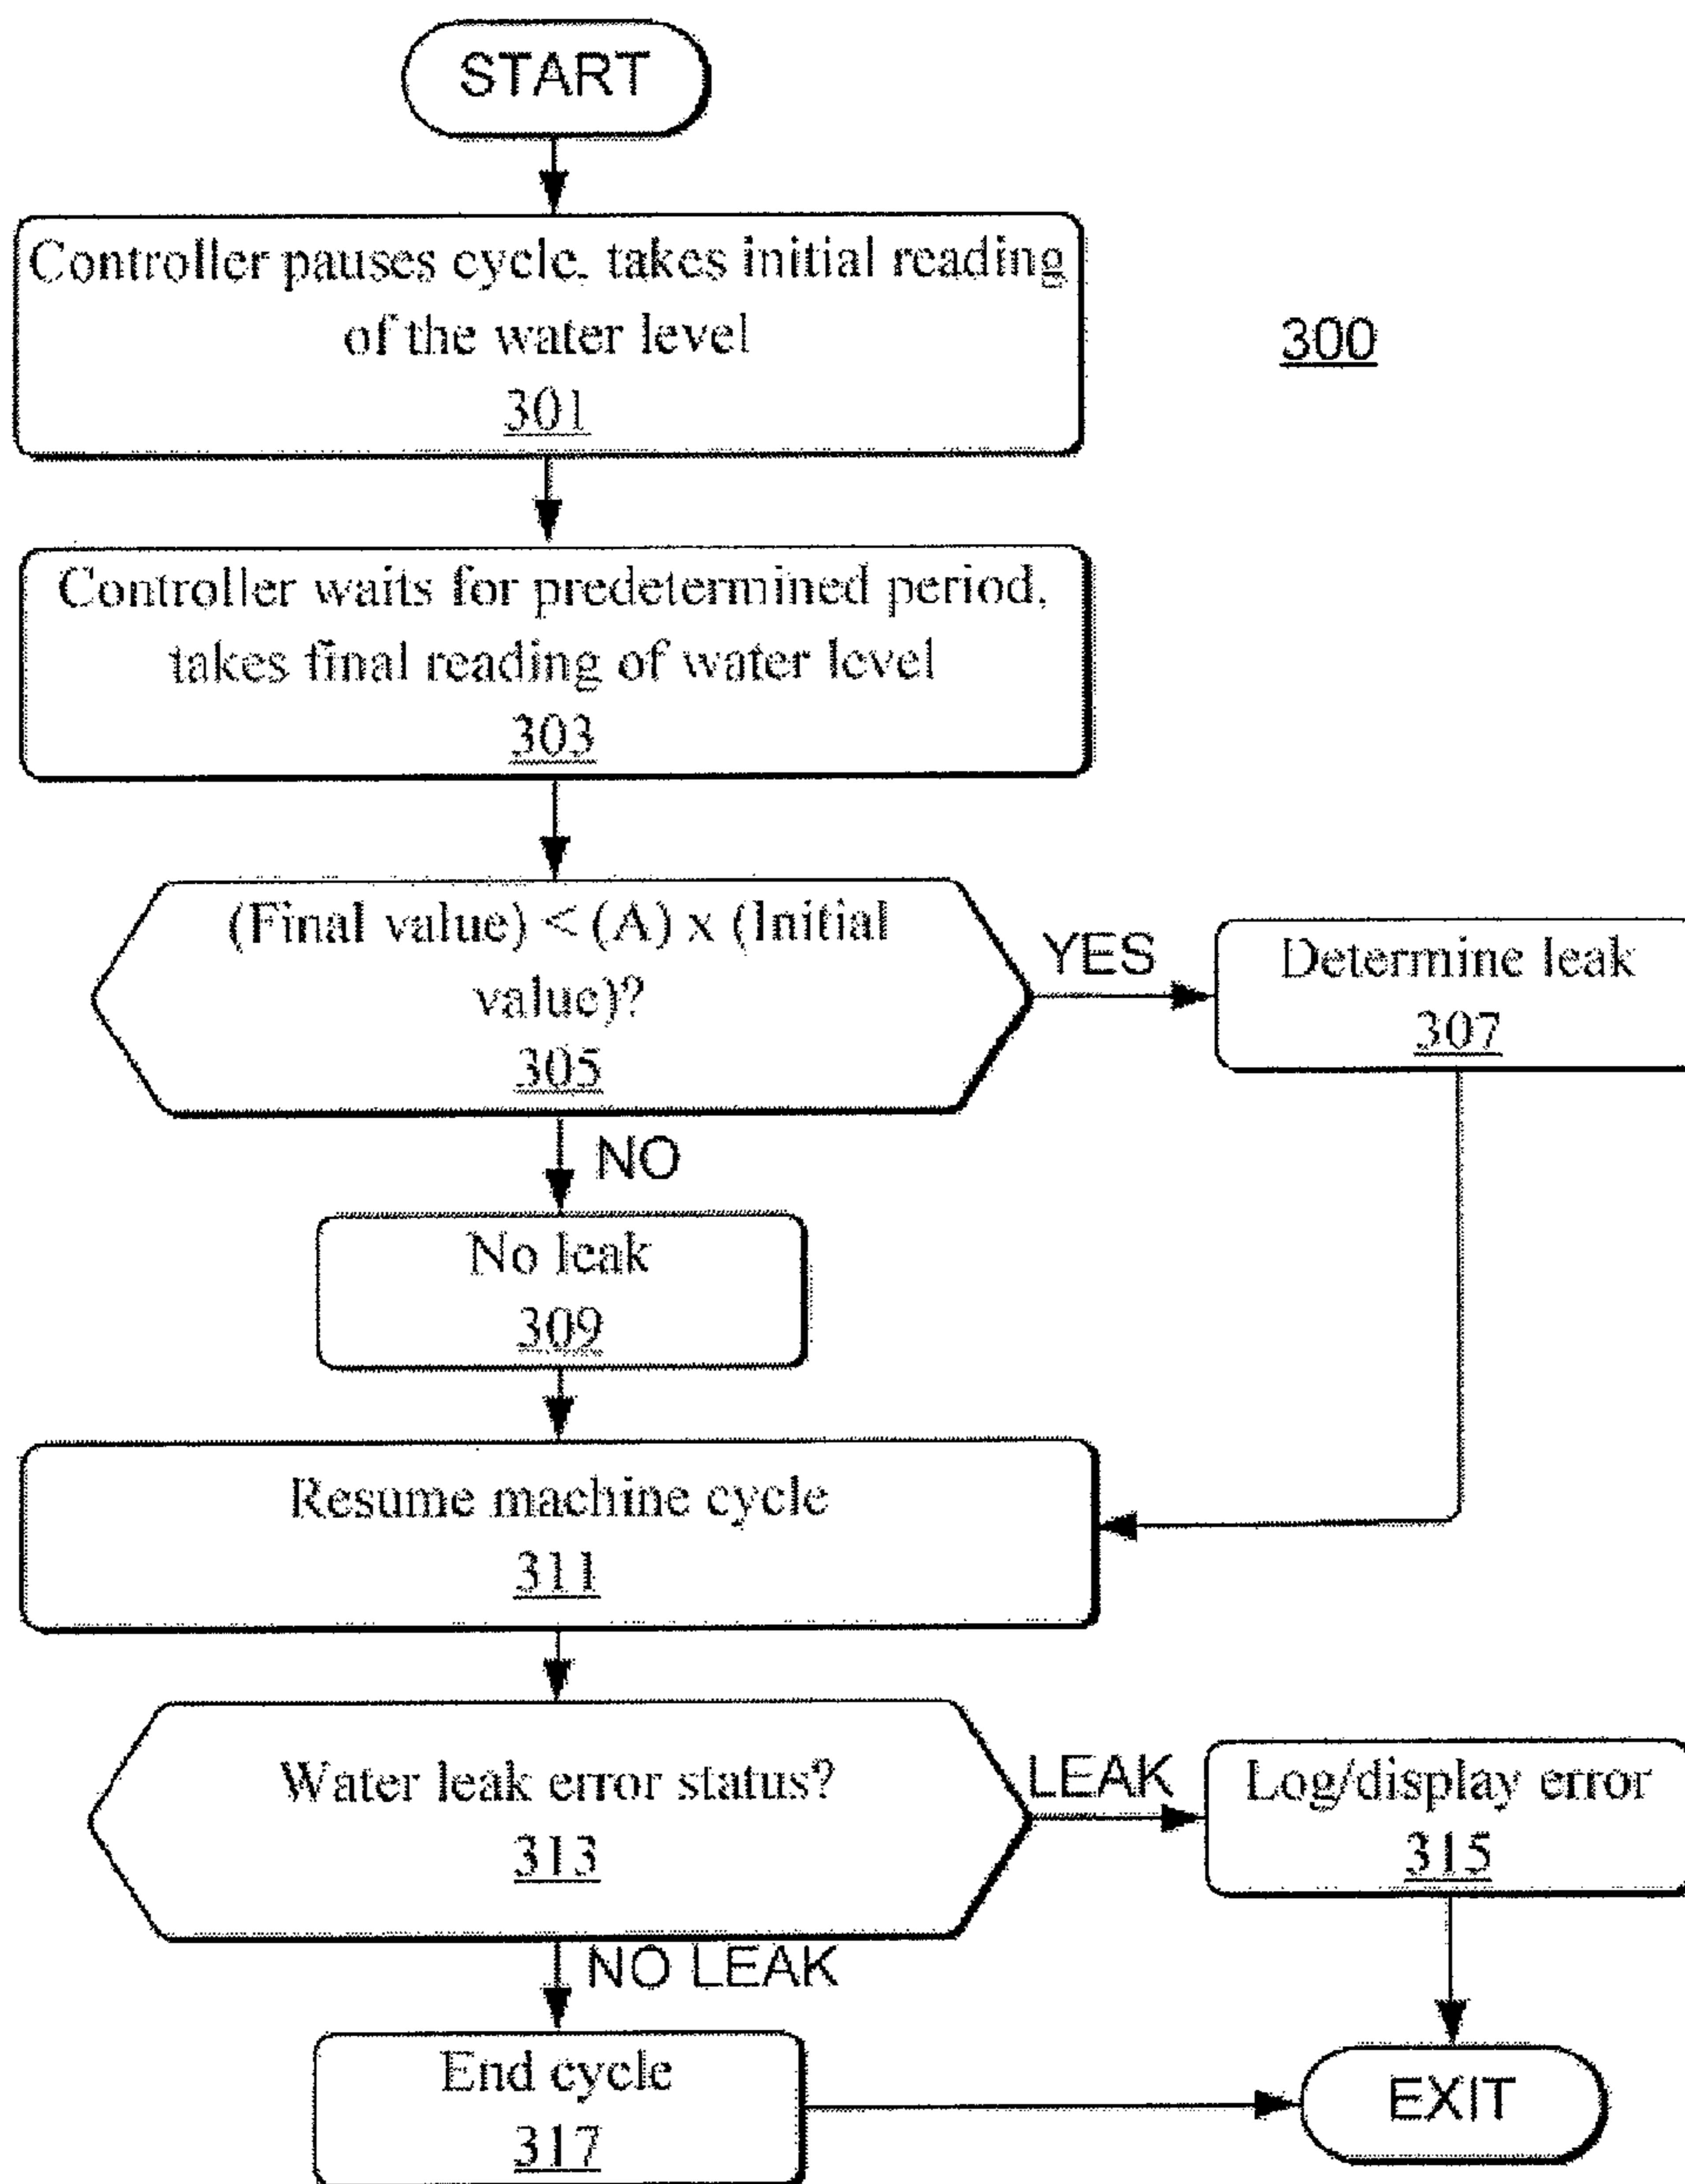 START
Controller pauses cycle, takes initial reading
of the water level
301
300
Controller waits for predetermined period,
takes final reading of water level
303
(Final value) < (A) x (Initial
value)?
305
YES
Determine leak
307
NO
No leak
309
Resume machine cycle
311
Water leak error status?
313
LEAK
Log/display error
315
NO LEAK
End cycle
317
EXIT